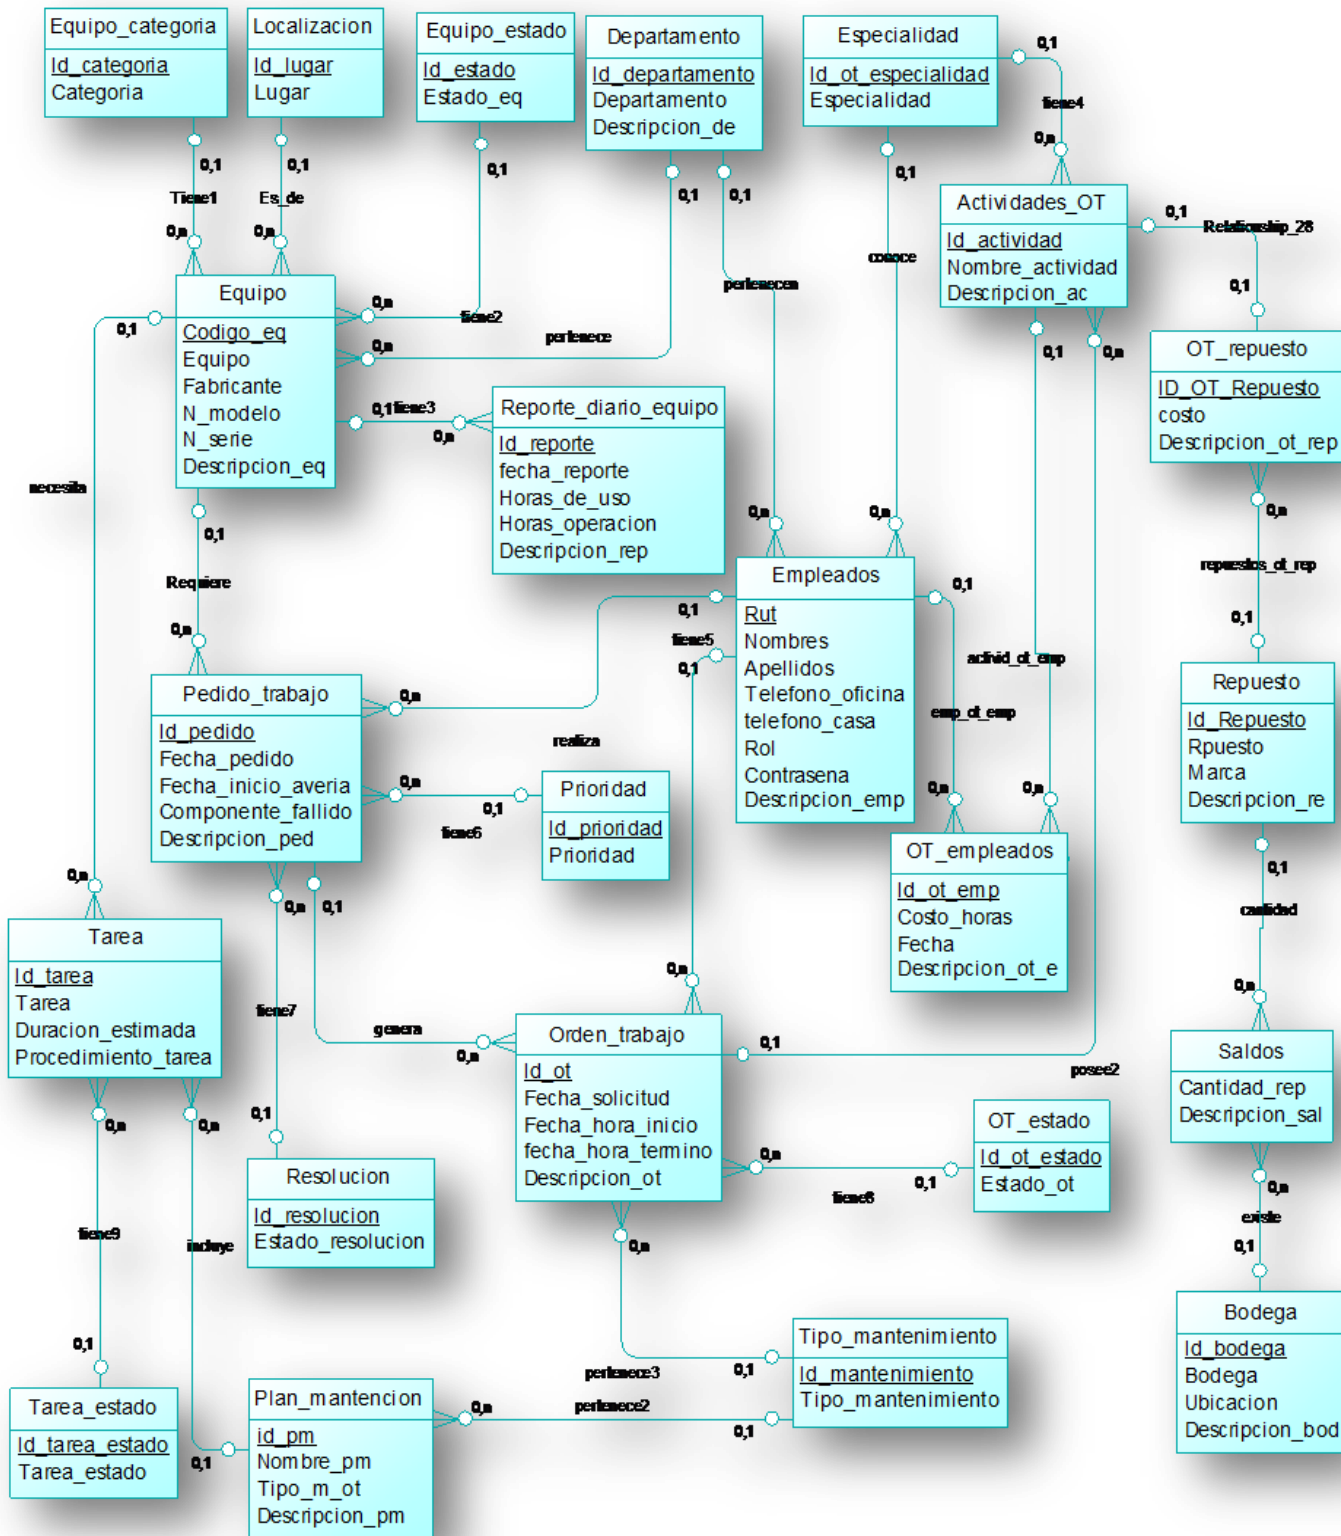 Equipo_categoria
Id_categoria
Categoria
Localizacion
Id_lugar
Lugar
Equipo_estado
Id_estado
Estado_eq
Departamento
Id_departamento
Departamento
Descripcion_de
Especialidad
Id_ot_especialidad
Especialidad
0,1
tiene4
0,n
0,1
Tiene1
0,n
0,1
Es_de
0,n
0,1
tiene2
0,n
0,1
pertenece
0,n
0,1
pertenecen
0,n
0,1
conoce
0,n
Actividades_OT
Id_actividad
Nombre_actividad
Descripcion_ac
0,1
Relationship_28
0,1
OT_repuesto
ID_OT_Repuesto
costo
Descripcion_ot_rep
Equipo
Codigo_eq
Equipo
Fabricante
N_modelo
N_serie
Descripcion_eq
0,1
necesita
0,n
0,1
tiene3
0,n
Reporte_diario_equipo
Id_reporte
fecha_reporte
Horas_de_uso
Horas_operacion
Descripcion_rep
0,1
Requiere
0,n
0,1
activid_ot_emp
0,n
0,n
posee2
0,1
0,n
repuestos_ot_rep
0,1
Empleados
Rut
Nombres
Apellidos
Telefono_oficina
telefono_casa
Rol
Contrasena
Descripcion_emp
0,1
realiza
0,n
tiene5
0,1
0,n
0,1
emp_ot_emp
0,n
Repuesto
Id_Repuesto
Rpuesto
Marca
Descripcion_re
Pedido_trabajo
Id_pedido
Fecha_pedido
Fecha_inicio_averia
Componente_fallido
Descripcion_ped
0,n
tiene6
0,1
Prioridad
Id_prioridad
Prioridad
OT_empleados
Id_ot_emp
Costo_horas
Fecha
Descripcion_ot_e
0,1
cantidad
0,n
0,n
tiene7
0,1
0,1
genera
0,n
Tarea
Id_tarea
Tarea
Duracion_estimada
Procedimiento_tarea
Orden_trabajo
Id_ot
Fecha_solicitud
Fecha_hora_inicio
fecha_hora_termino
Descripcion_ot
Saldos
Cantidad_rep
Descripcion_sal
OT_estado
Id_ot_estado
Estado_ot
0,n
tiene8
0,1
Resolucion
Id_resolucion
Estado_resolucion
0,n
tiene9
0,1
0,n
incluye
0,1
0,n
existe
0,1
0,n
pertenece3
0,1
Tipo_mantenimiento
Id_mantenimiento
Tipo_mantenimiento
Bodega
Id_bodega
Bodega
Ubicacion
Descripcion_bod
Tarea_estado
Id_tarea_estado
Tarea_estado
Plan_mantencion
id_pm
Nombre_pm
Tipo_m_ot
Descripcion_pm
0,n
pertenece2
0,1